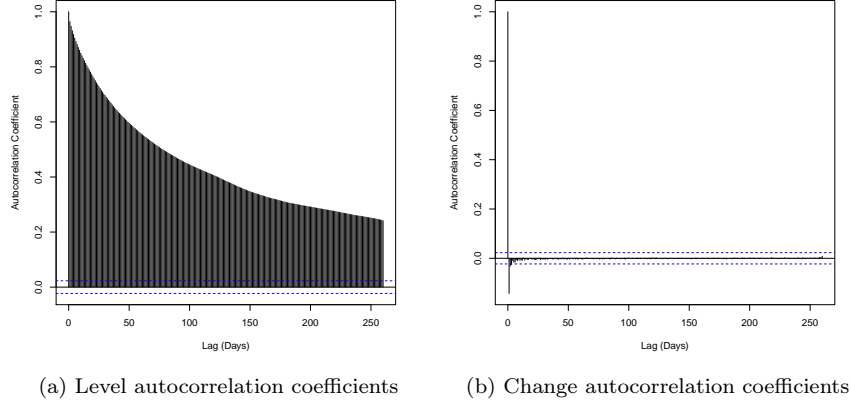 1.0
0.8
0.6
0.4
0.2
0.0
Autocorrelation Coefficient
0 50 100 150 200 250
Lag (Days)
(a) Level autocorrelation coefficients
1.0
0.8
0.6
0.4
0.2
0.0
Autocorrelation Coefficient
0 50 100 150 200 250
Lag (Days)
(b) Change autocorrelation coefficients